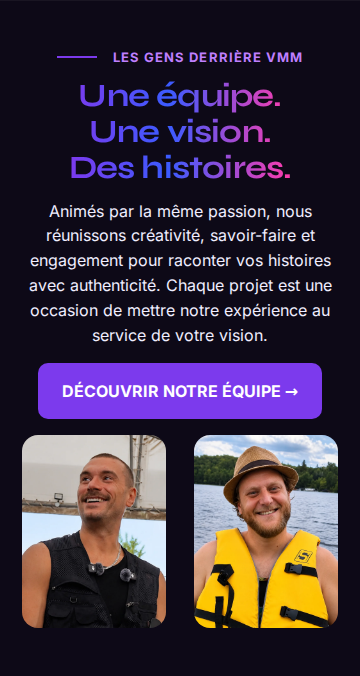 LES GENS DERRIÈRE VMM
Une équipe.
Une vision.
Des histoires.
Animés par la même passion, nous
réunissons créativité, savoir-faire et
engagement pour raconter vos histoires
avec authenticité. Chaque projet est une
occasion de mettre notre expérience au
service de votre vision.
DÉCOUVRIR NOTRE ÉQUIPE →